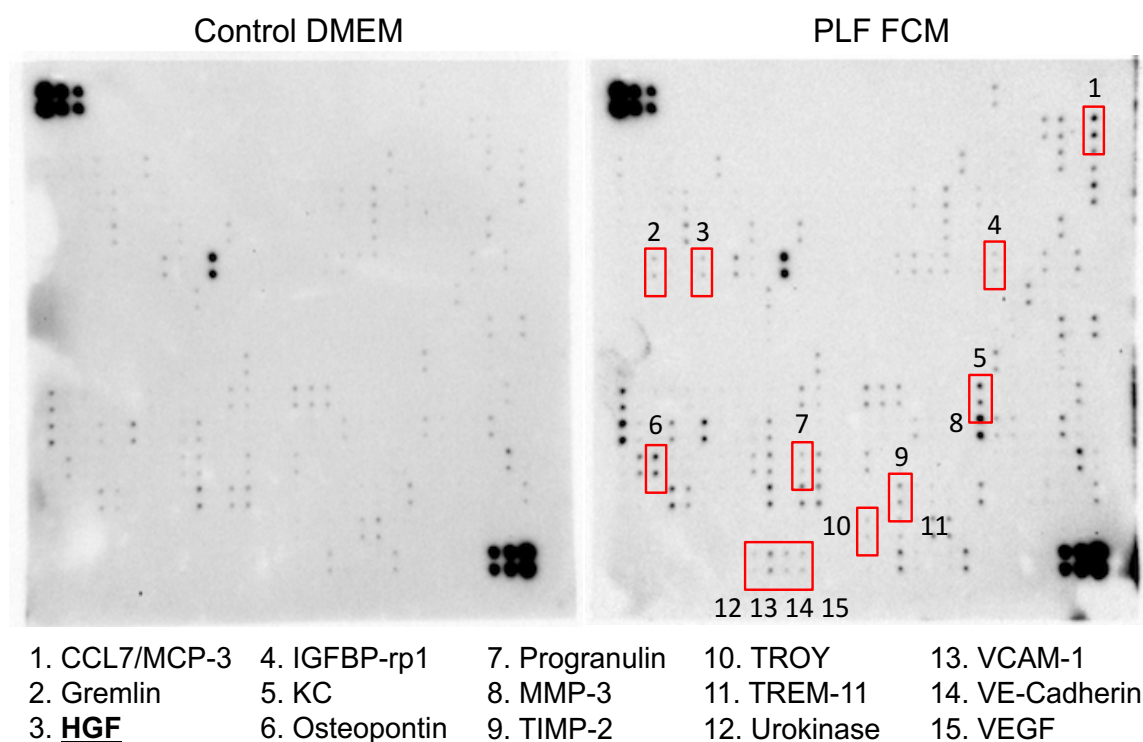 Control DMEM
PLF FCM
1
2
3
4
5
8
6
7
9
10
11
12 13 14 15
1. CCL7/MCP-3 4. IGFBP-rp1 7. Progranulin 10. TROY 13. VCAM-1
2. Gremlin 5. KC 8. MMP-3 11. TREM-11 14. VE-Cadherin
3. HGF 6. Osteopontin 9. TIMP-2 12. Urokinase 15. VEGF